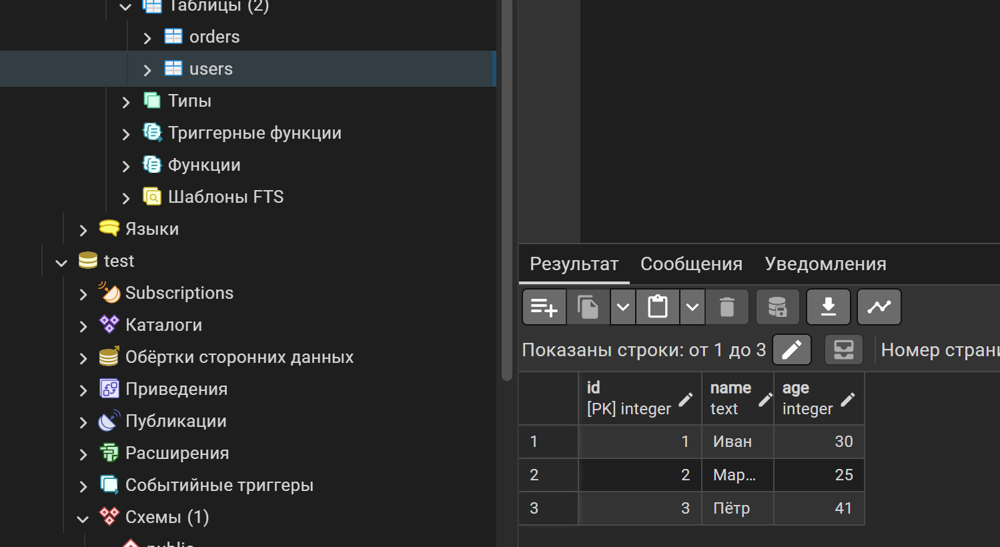 Таблицы (2)
orders
users
Типы
Триггерные функции
Функции
Шаблоны FTS
Языки
test
Subscriptions
Каталоги
Обёртки сторонних данных
Приведения
Публикации
Расширения
Событийные триггеры
Схемы (1)
public
Результат Сообщения Уведомления
Показаны строки: от 1 до 3 Номер страни
id name age
[PK] integer text integer
1 1 Иван 30
2 2 Мар... 25
3 3 Пётр 41